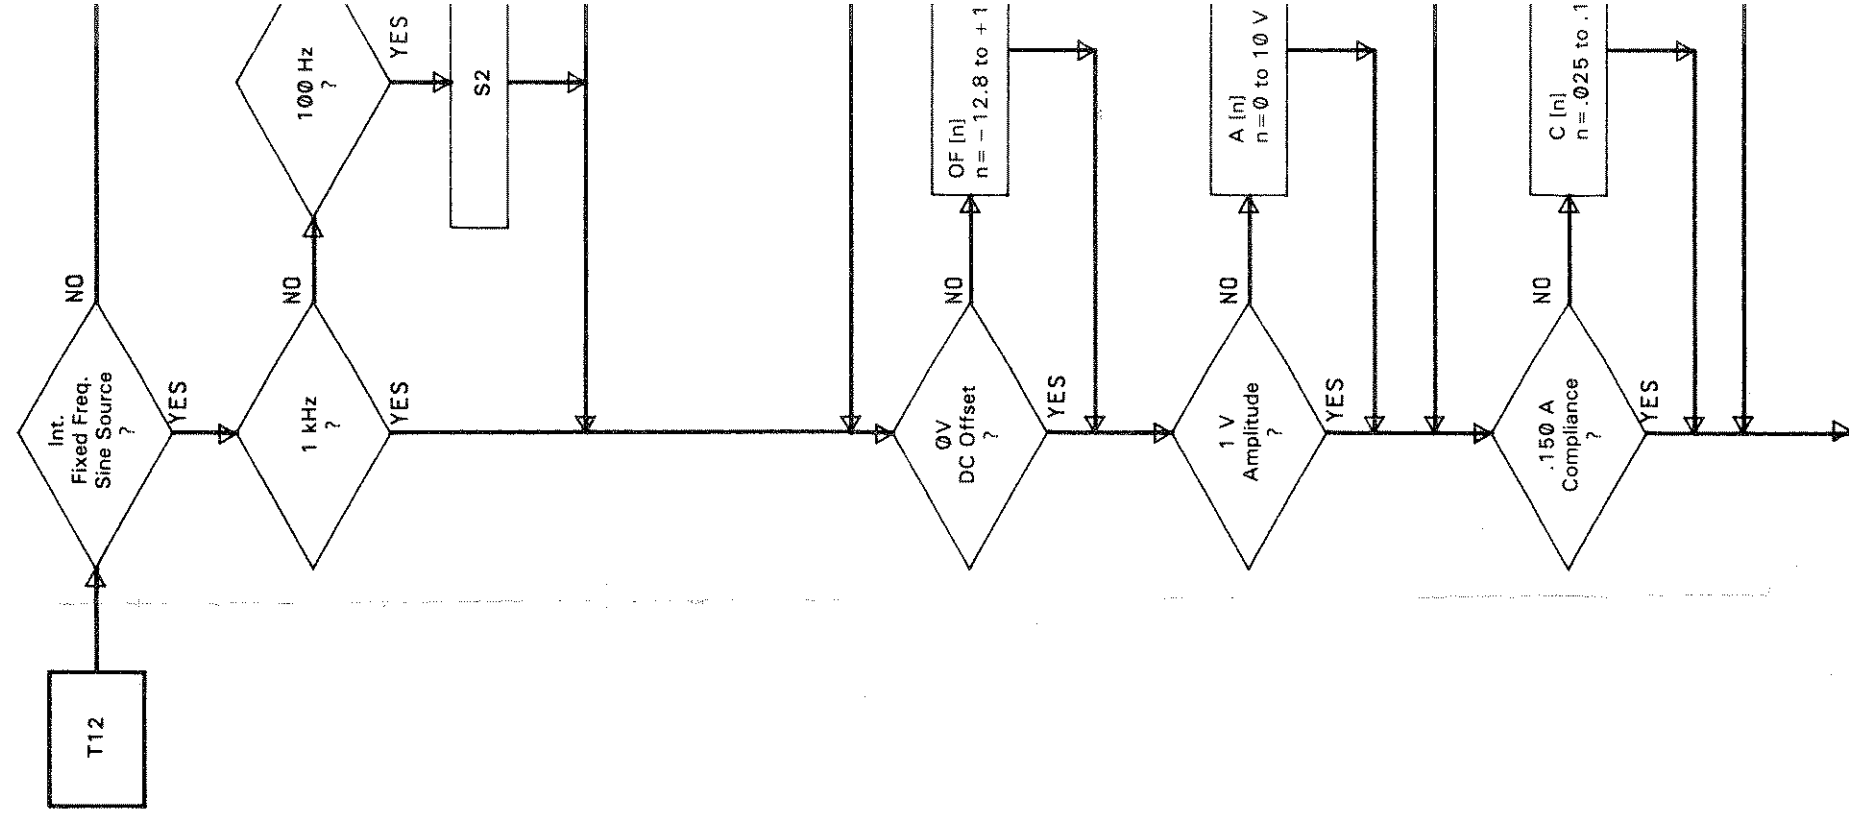 T12
Int.
Fixed Freq.
Sine Source
?
NO
YES
1 kHz
?
NO
YES
100 Hz
?
YES
S2
0V
DC Offset
?
NO
YES
OF [n]
n = – 12.8 to + 1
1 V
Amplitude
?
NO
YES
A [n]
n = 0 to 10 V
.150 A
Compliance
?
NO
YES
C [n]
n = .025 to .1